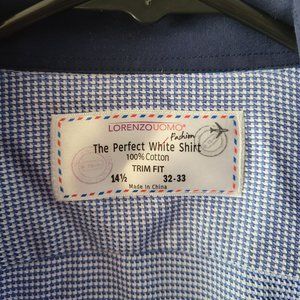 LORENZOUOMO®
Fashion
The Perfect White Shirt
100% Cotton
TRIM FIT
14½ 32-33
Made in China